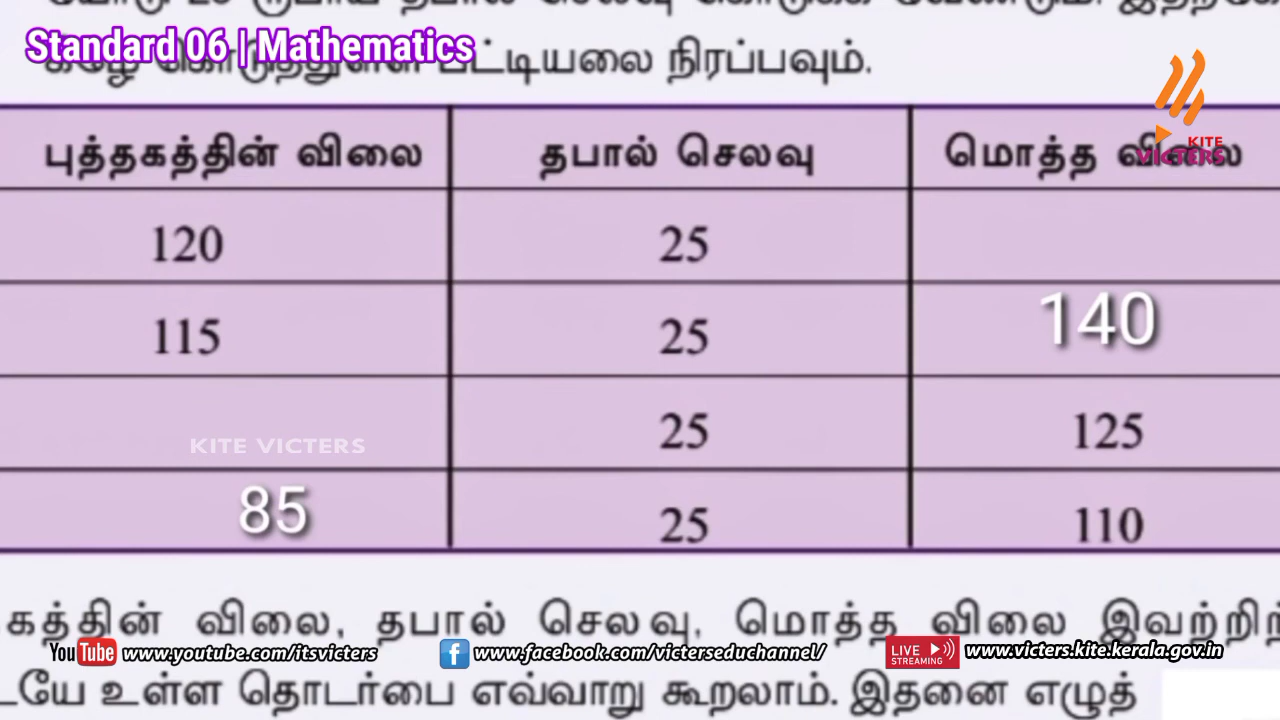 Standard 06 | Mathematics
கீழே கொடுத்துள்ள பட்டியலை நிரப்பவும்.
KITE
VICTERS
புத்தகத்தின் விலை தபால் செலவு மொத்த விலை
120 25
115 25 140
25 125
KITE VICTERS
85 25 110
கத்தின் விலை, தபால் செலவு, மொத்த விலை
YouTube www.youtube.com/itsvicters www.facebook.com/victerseduchannel/ LIVE STREAMING www.victers.kite.kerala.gov.in
உள்ள தொடர்பை எவ்வாறு கூறலாம். இதனை எழுத்